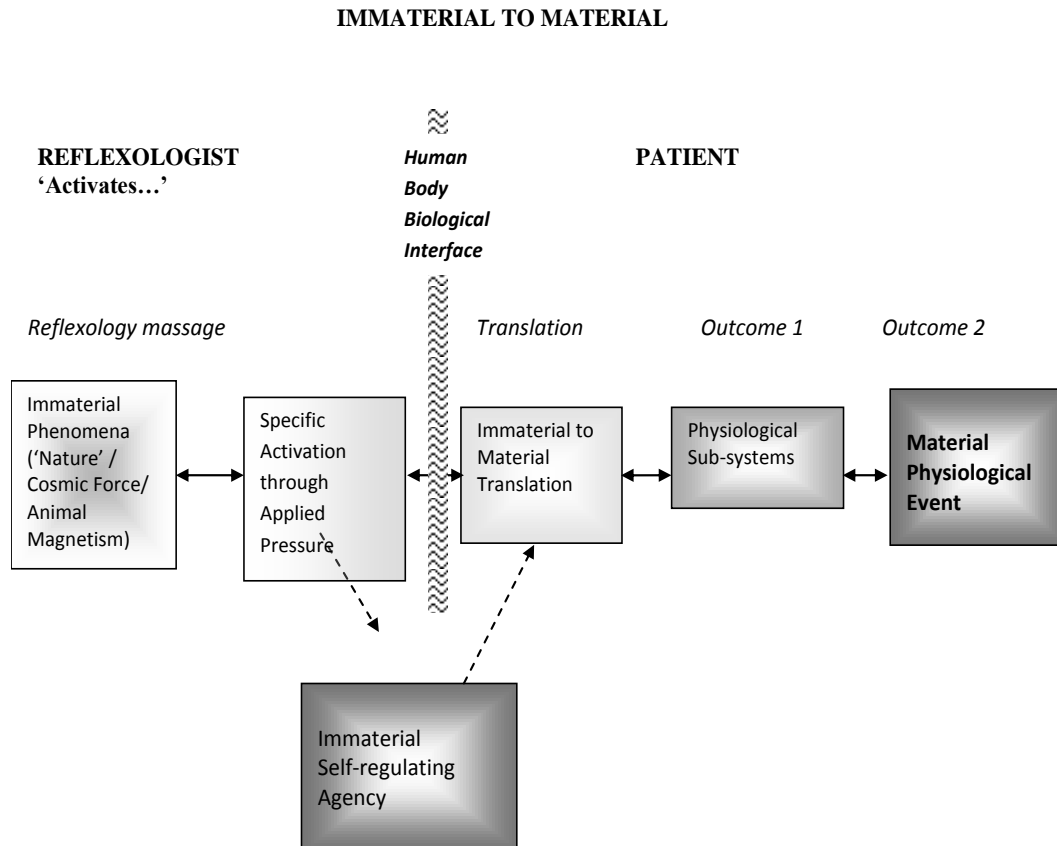 IMMATERIAL TO MATERIAL
REFLEXOLOGIST
‘Activates…’
Human
Body
Biological
Interface
PATIENT
Reflexology massage
Translation
Outcome 1
Outcome 2
Immaterial
Phenomena
(‘Nature’ /
Cosmic Force/
Animal
Magnetism)
Specific
Activation
through
Applied
Pressure
Immaterial to
Material
Translation
Physiological
Sub-systems
Material
Physiological
Event
Immaterial
Self-regulating
Agency